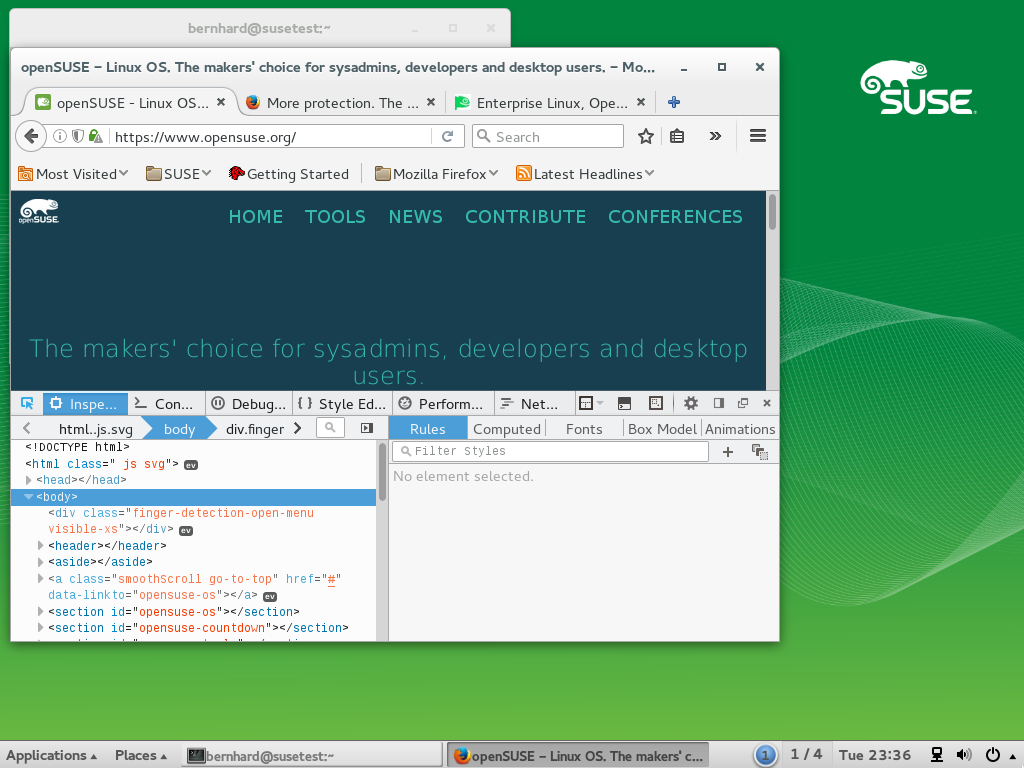 bernhard@susetest:~
openSUSE – Linux OS. The makers' choice for sysadmins, developers and desktop users. – Mo...
openSUSE - Linux OS...
More protection. The ...
Enterprise Linux, Ope...
https://www.opensuse.org/
Search
Most Visited
SUSE
Getting Started
Mozilla Firefox
Latest Headlines
SUSE
openSUSE.
HOME TOOLS NEWS CONTRIBUTE CONFERENCES
The makers' choice for sysadmins, developers and desktop
users.
Inspe... Con... Debug... { } Style Ed... Perform... Net...
html..js.svg body div.finger
Rules Computed Fonts Box Model Animations
Filter Styles
No element selected.
<!DOCTYPE html>
<html class=" js svg"> ev
<head></head>
<body>
<div class="finger-detection-open-menu
visible-xs"></div> ev
<header></header>
<aside></aside>
<a class="smoothScroll go-to-top" href="#"
data-linkto="opensuse-os"></a> ev
<section id="opensuse-os"></section>
<section id="opensuse-countdown"></section>
Applications Places bernhard@susetest:~ openSUSE – Linux OS. The makers' c... 1 1 / 4 Tue 23:36